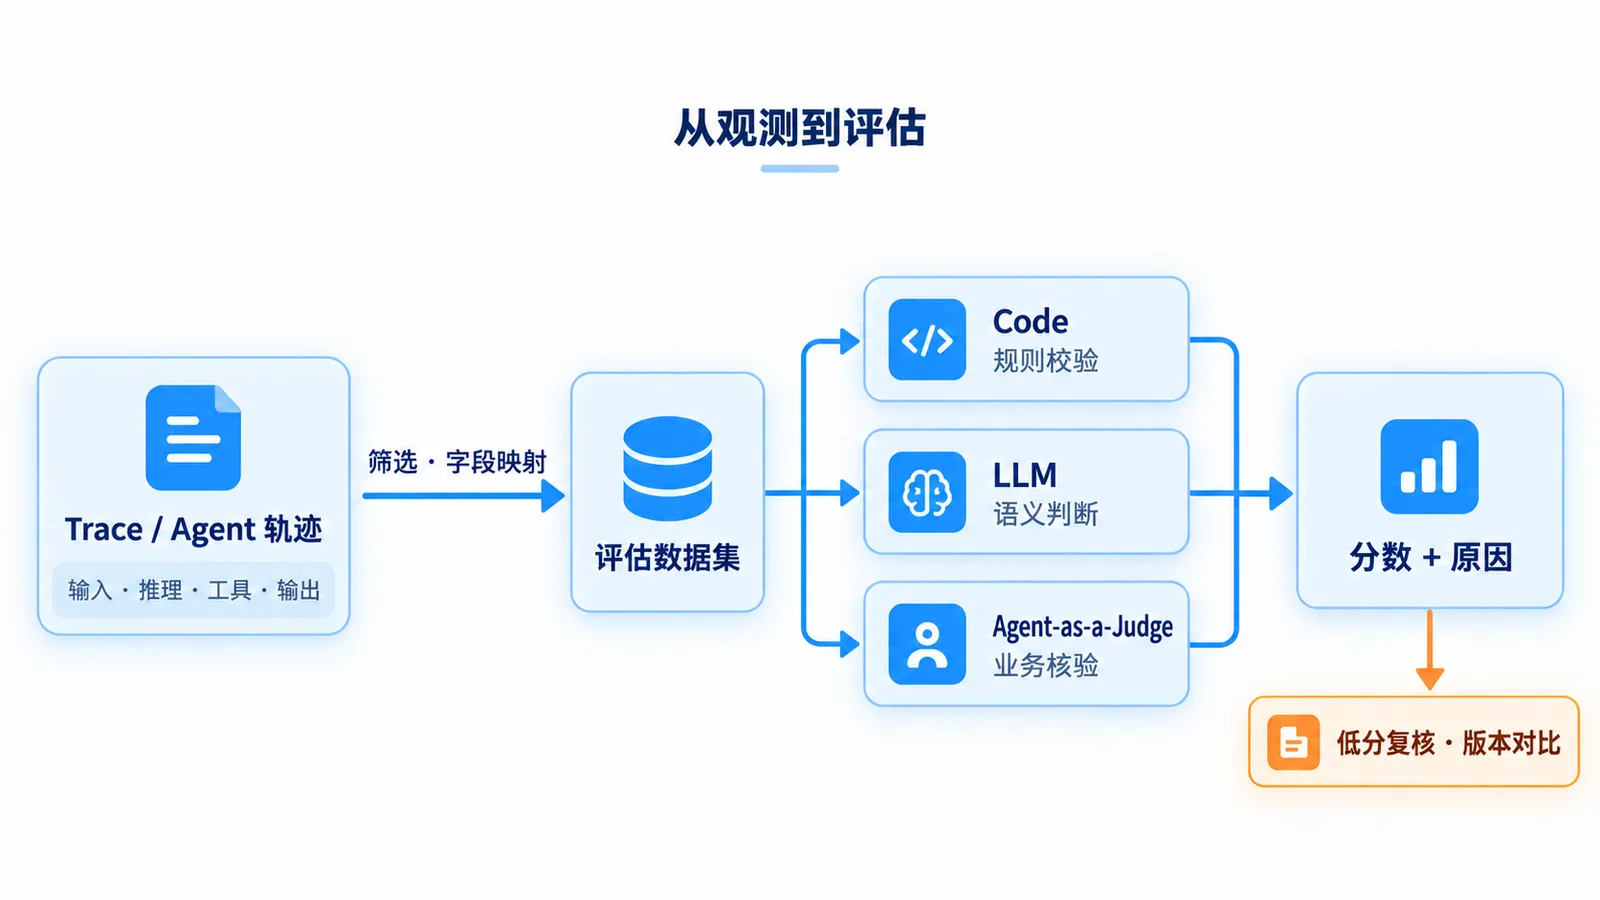 从观测到评估
Trace / Agent 轨迹
输入 · 推理 · 工具 · 输出
筛选 · 字段映射
评估数据集
</>
Code
规则校验
LLM
语义判断
Agent-as-a-Judge
业务核验
分数 + 原因
低分复核 · 版本对比